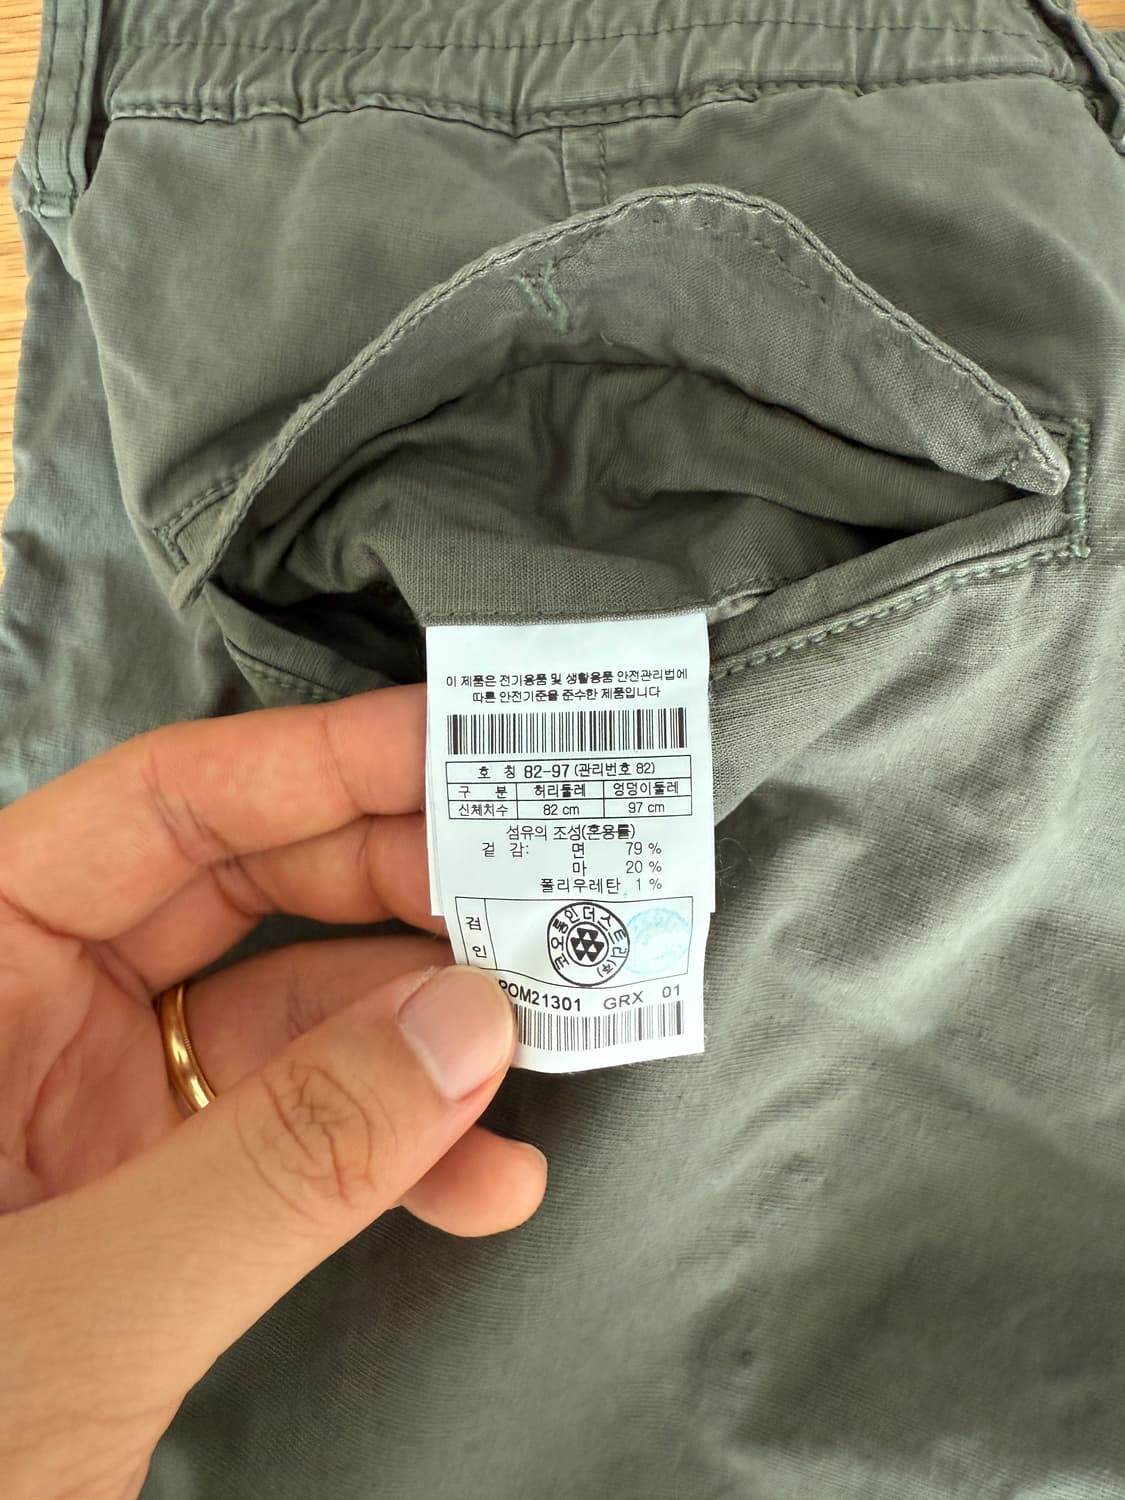 이 제품은 전기용품 및 생활용품 안전관리법에
따른 안전기준을 준수한 제품입니다
호 칭 82-97 (관리번호 82)
구 분 허리둘레 엉덩이둘레
신체치수 82 cm 97 cm
섬유의 조성(혼용률)
겉 감: 면 79 %
마 20 %
폴리우레탄 1 %
검
인
코오롱인더스트리(주)
POM21301 GRX 01